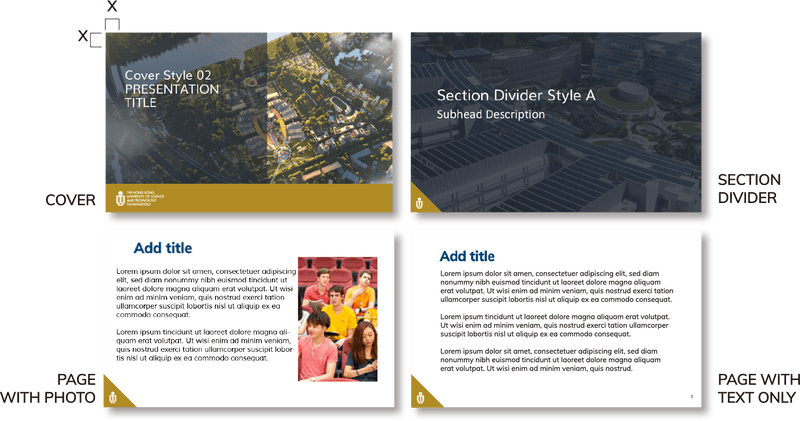 X
X
Cover Style 02
PRESENTATION
TITLE
THE HONG KONG
UNIVERSITY OF SCIENCE
AND TECHNOLOGY
(GUANGZHOU)
COVER
Section Divider Style A
Subhead Description
SECTION
DIVIDER
Add title
Lorem ipsum dolor sit amen, consectetuer adipiscing
elit, sed diam nonummy nibh euismod tincidunt ut
laoreet dolore magna aliquam erat volutpat. Ut wisi
enim ad minim veniam, quis nostrud exerci tation
ullamcorper suscipit lobortis nisl ut aliquip ex ea
commodo consequat.
Lorem ipsum tincidunt ut laoreet dolore magna ali-
quam erat volutpat. Ut wisi enim ad minim veniam,
quis nostrud exerci tation ullamcorper suscipit lobor-
tis nisl ut aliquip ex ea commodo consequat.
PAGE
WITH PHOTO
Add title
Lorem ipsum dolor sit amen, consectetuer adipiscing elit, sed diam
nonummy nibh euismod tincidunt ut laoreet dolore magna aliquam
erat volutpat. Ut wisi enim ad minim veniam, quis nostrud exerci tation
ullamcorper suscipit lobortis nisl ut aliquip ex ea commodo consequat.
Lorem ipsum tincidunt ut laoreet dolore magna aliquam erat volutpat.
Ut wisi enim ad minim veniam, quis nostrud exerci tation ullamcorper
suscipit lobortis nisl ut aliquip ex ea commodo consequat.
Lorem ipsum dolor sit amen, consectetuer adipiscing elit, sed diam
nonummy nibh euismod tincidunt ut laoreet dolore magna aliquam
erat volutpat. Ut wisi enim ad minim veniam, quis nostrud.
PAGE WITH
TEXT ONLY